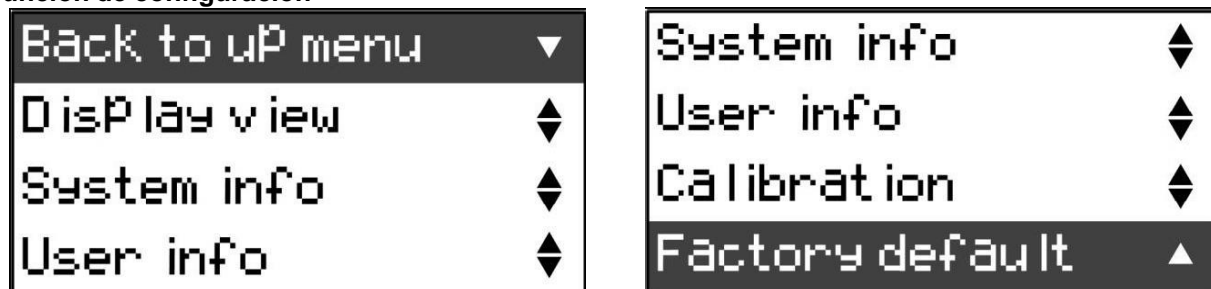 Back to uP menu
DisPlay view
System info
User info
System info
User info
Calibration
Factory default